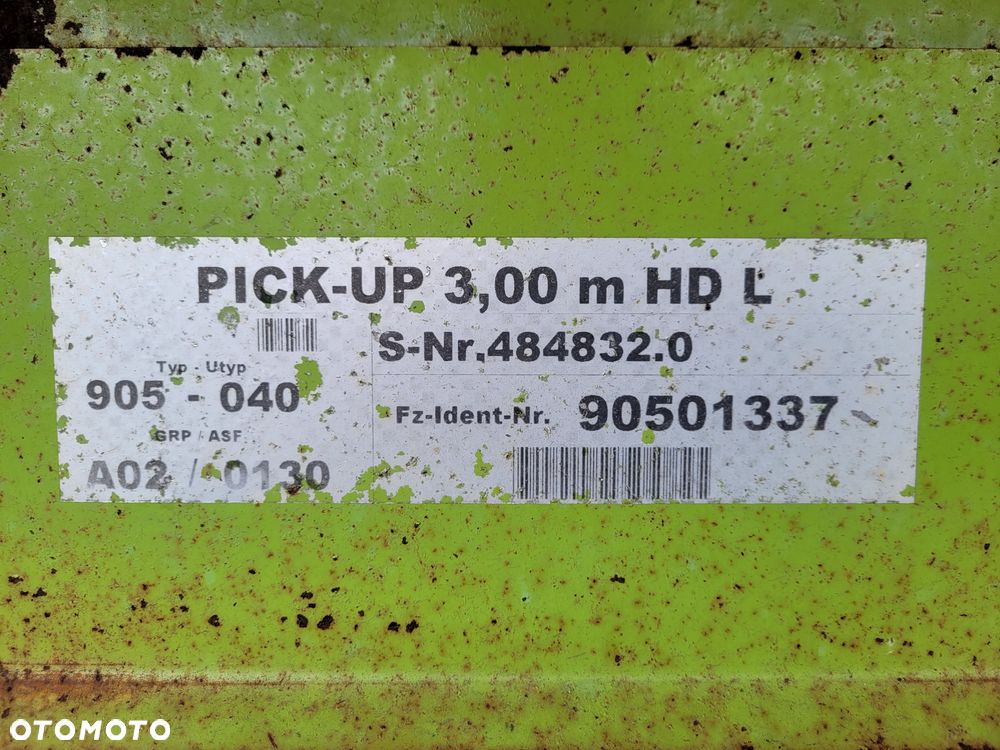 PICK-UP 3,00 m HD L
S-Nr.484832.0
Typ - Utyp
905 - 040
Fz-Ident-Nr. 90501337
GRP / ASF
A02 / 0130
OTOMOTO